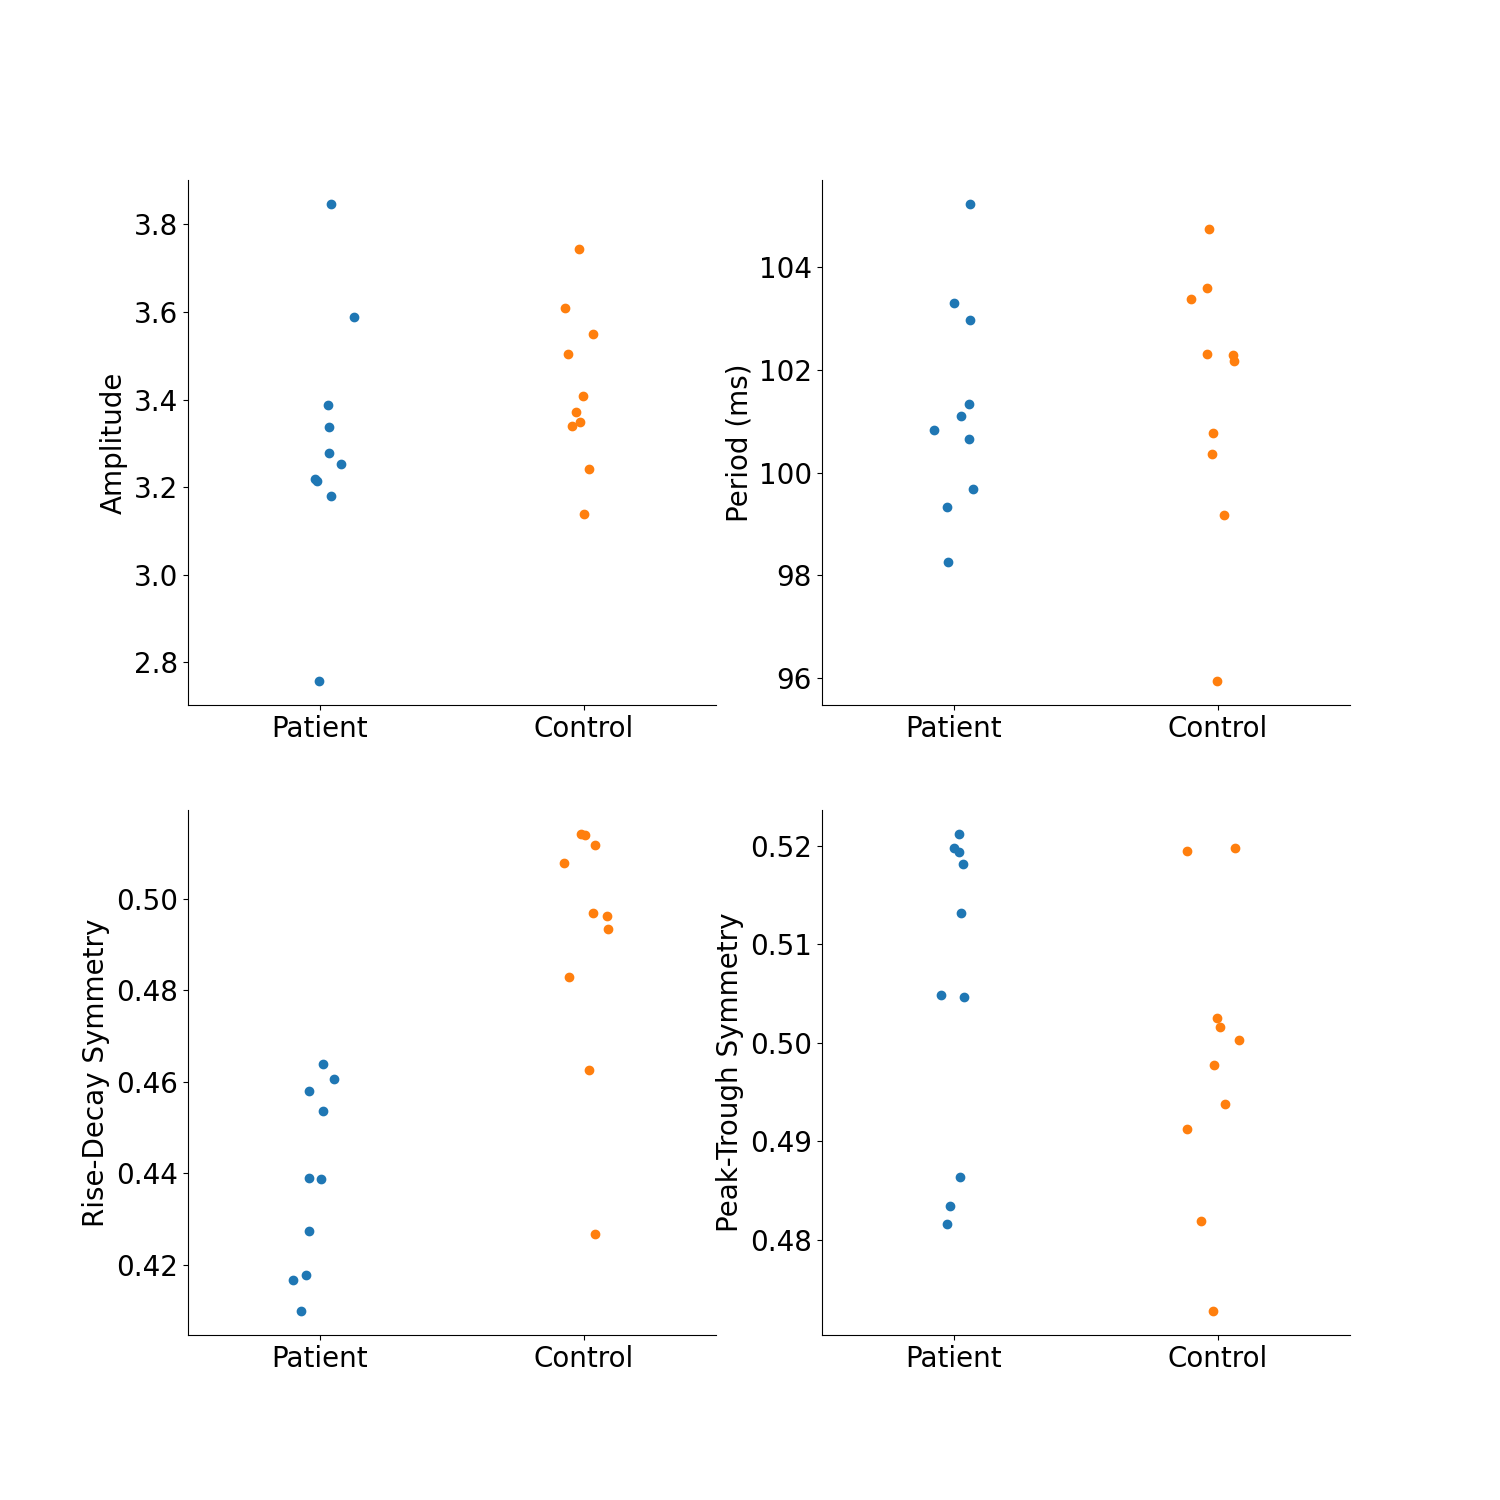 Amplitude
3.8
3.6
3.4
3.2
3.0
2.8
Patient
Control
Period (ms)
104
102
100
98
96
Patient
Control
Rise-Decay Symmetry
0.50
0.48
0.46
0.44
0.42
Patient
Control
Peak-Trough Symmetry
0.52
0.51
0.50
0.49
0.48
Patient
Control